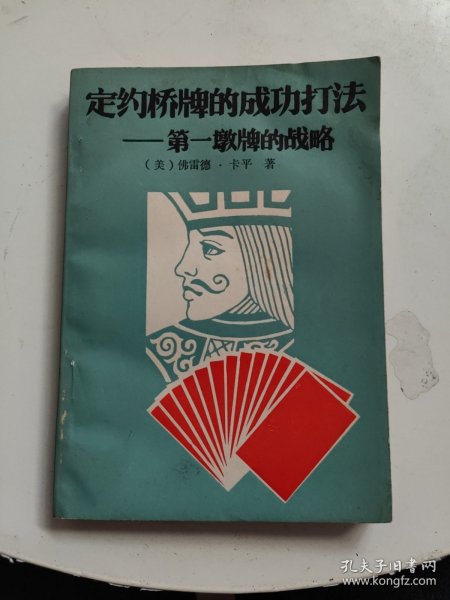 定约桥牌的成功打法
——第一墩牌的战略
（美）佛雷德·卡平 著
孔夫子旧书网
www.kongfz.com